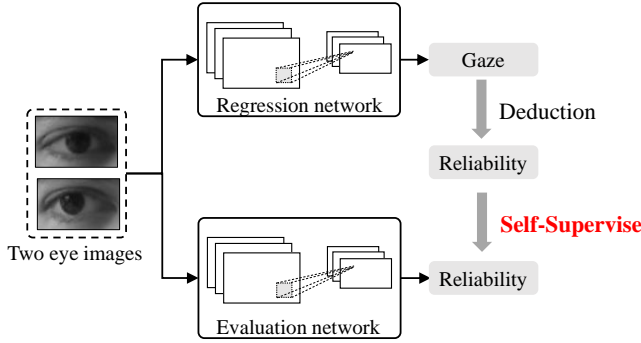 Regression network
Gaze
Deduction
Reliability
Two eye images
Self-Supervise
Reliability
Evaluation network